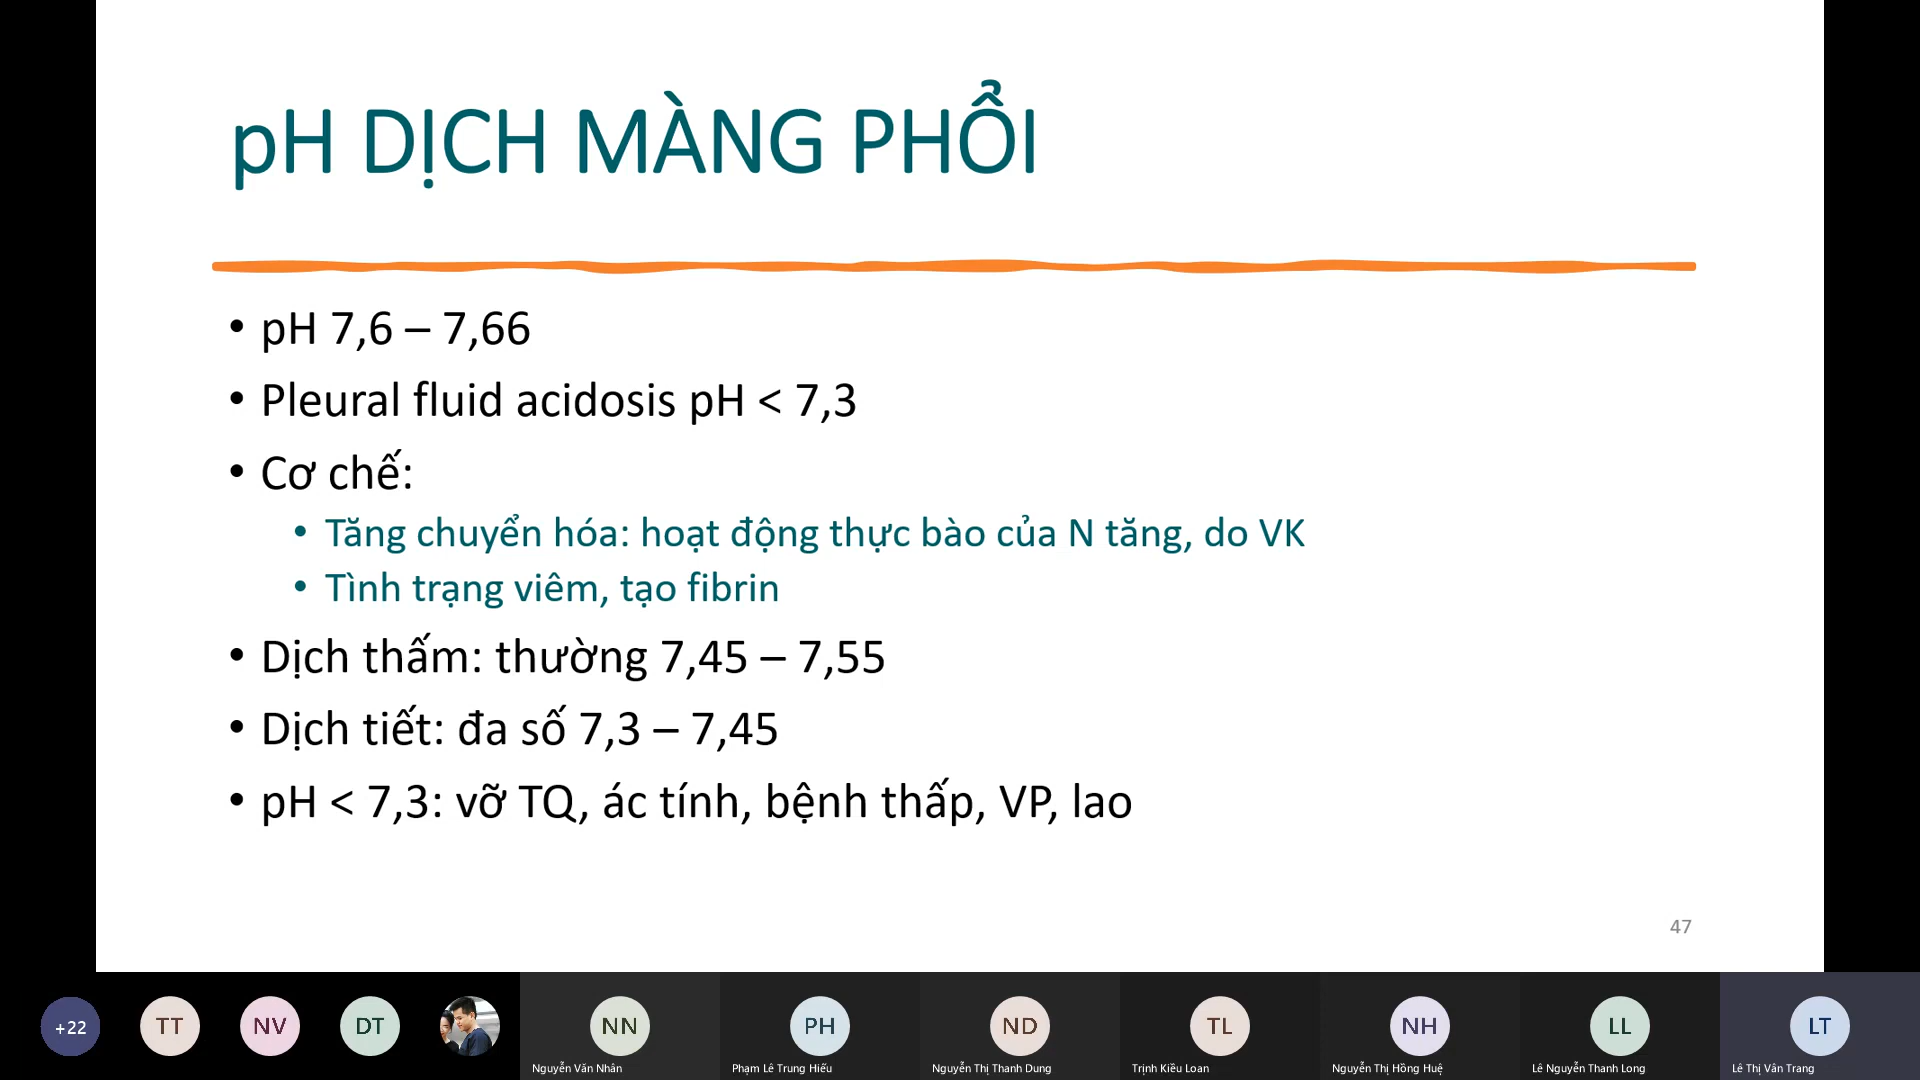 pH DỊCH MÀNG PHỔI
• pH 7,6 – 7,66
• Pleural fluid acidosis pH < 7,3
• Cơ chế:
• Tăng chuyển hóa: hoạt động thực bào của N tăng, do VK
• Tình trạng viêm, tạo fibrin
• Dịch thấm: thường 7,45 – 7,55
• Dịch tiết: đa số 7,3 – 7,45
• pH < 7,3: vỡ TQ, ác tính, bệnh thấp, VP, lao
47
+22
TT
NV
DT
NN
PH
ND
TL
NH
LL
LT
Nguyễn Văn Nhân
Phạm Lê Trung Hiếu
Nguyễn Thị Thanh Dung
Trịnh Kiều Loan
Nguyễn Thị Hồng Huệ
Lê Nguyễn Thanh Long
Lê Thị Vân Trang